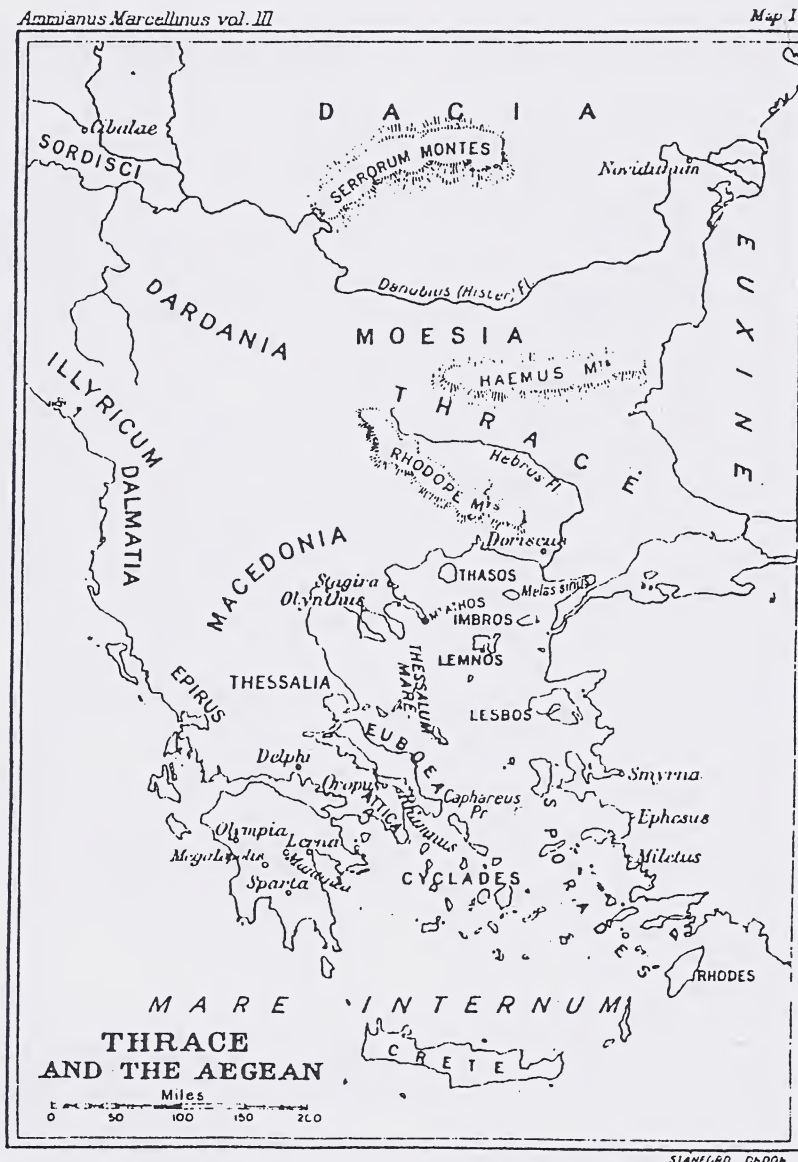 Ammianus Marcellinus vol. III
Map I
DACIA
Cibalae
SORDISCI
SERRORUM MONTES
Noviodunum
EUXINE
Danubius (Hister) Fl.
DARDANIA
MOESIA
HAEMUS Mts
ILLYRICUM
THRACE
Hebrus Fl.
RHODOPE Mts
DALMATIA
Doriscus
MACEDONIA
THASOS
Stagira
Melas sinus
Olynthus
Mt ATHOS
IMBROS
THESSALUM MARE
LEMNOS
EPIRUS
THESSALIA
LESBOS
EUBOEA
Delphi
Smyrna
Oropus
Caphareus
Pr
ATTICA
Rhamnus
SPORADES
Ephesus
Olympia
Lerna
Megalopolis
Mantinea
Miletus
CYCLADES
Sparta
RHODES
MARE INTERNUM
THRACE
AND THE AEGEAN
CRETE
Miles
0 50 100 150 200